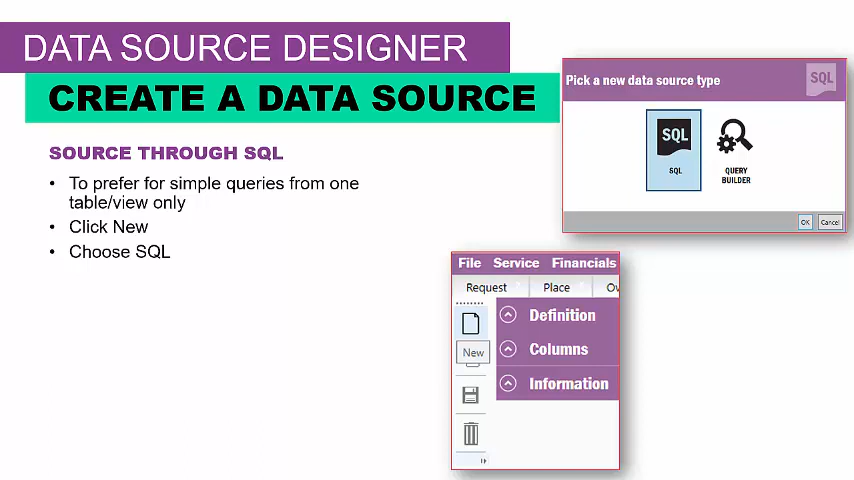 DATA SOURCE DESIGNER
CREATE A DATA SOURCE
SOURCE THROUGH SQL
• To prefer for simple queries from one
table/view only
• Click New
• Choose SQL
Pick a new data source type
SQL
SQL
SQL
QUERY
BUILDER
OK Cancel
File Service Financials
Request Place Ov
Definition
New
Columns
Information